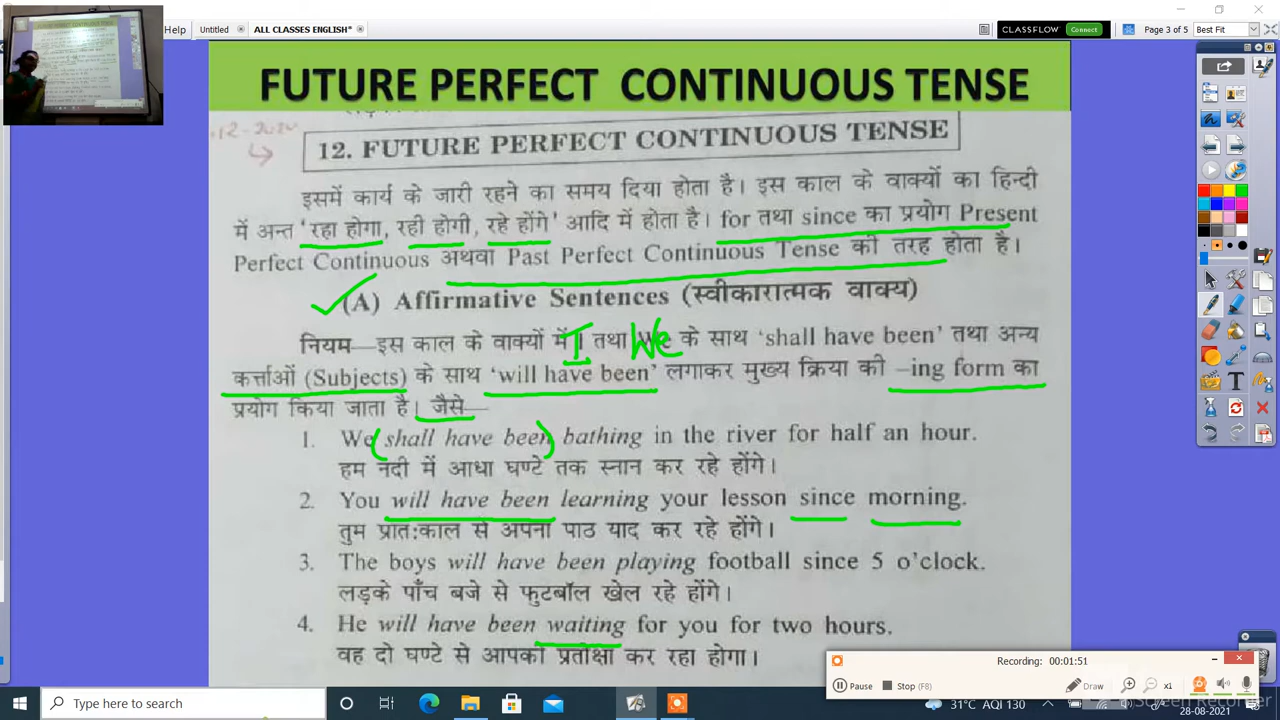 Help
Untitled
ALL CLASSES ENGLISH*
CLASSFLOW
Connect
Page 3 of 5
Best Fit
FUTURE PERFECT CONTINUOUS TENSE
12. FUTURE PERFECT CONTINUOUS TENSE
इसमें कार्य के जारी रहने का समय दिया होता है। इस काल के वाक्यों का हिन्दी
में अन्त ‘रहा होगा, रही होगी, रहे होंगे’ आदि में होता है। for तथा since का प्रयोग Present
Perfect Continuous अथवा Past Perfect Continuous Tense की तरह होता है।
(A) Affirmative Sentences (स्वीकारात्मक वाक्य)
नियम—इस काल के वाक्यों में I तथा We के साथ ‘shall have been’ तथा अन्य
कर्त्ताओं (Subjects) के साथ ‘will have been’ लगाकर मुख्य क्रिया की –ing form का
प्रयोग किया जाता है। जैसे—
1. We (shall have been) bathing in the river for half an hour.
हम नदी में आधा घण्टे तक स्नान कर रहे होंगे।
2. You will have been learning your lesson since morning.
तुम प्रातःकाल से अपना पाठ याद कर रहे होंगे।
3. The boys will have been playing football since 5 o’clock.
लड़के पाँच बजे से फुटबॉल खेल रहे होंगे।
4. He will have been waiting for you for two hours.
वह दो घण्टे से आपको प्रतीक्षा कर रहा होगा।
Recording: 00:01:51
Pause
Stop (F8)
Draw
x1
Type here to search
31°C AQI 130
28-08-2021